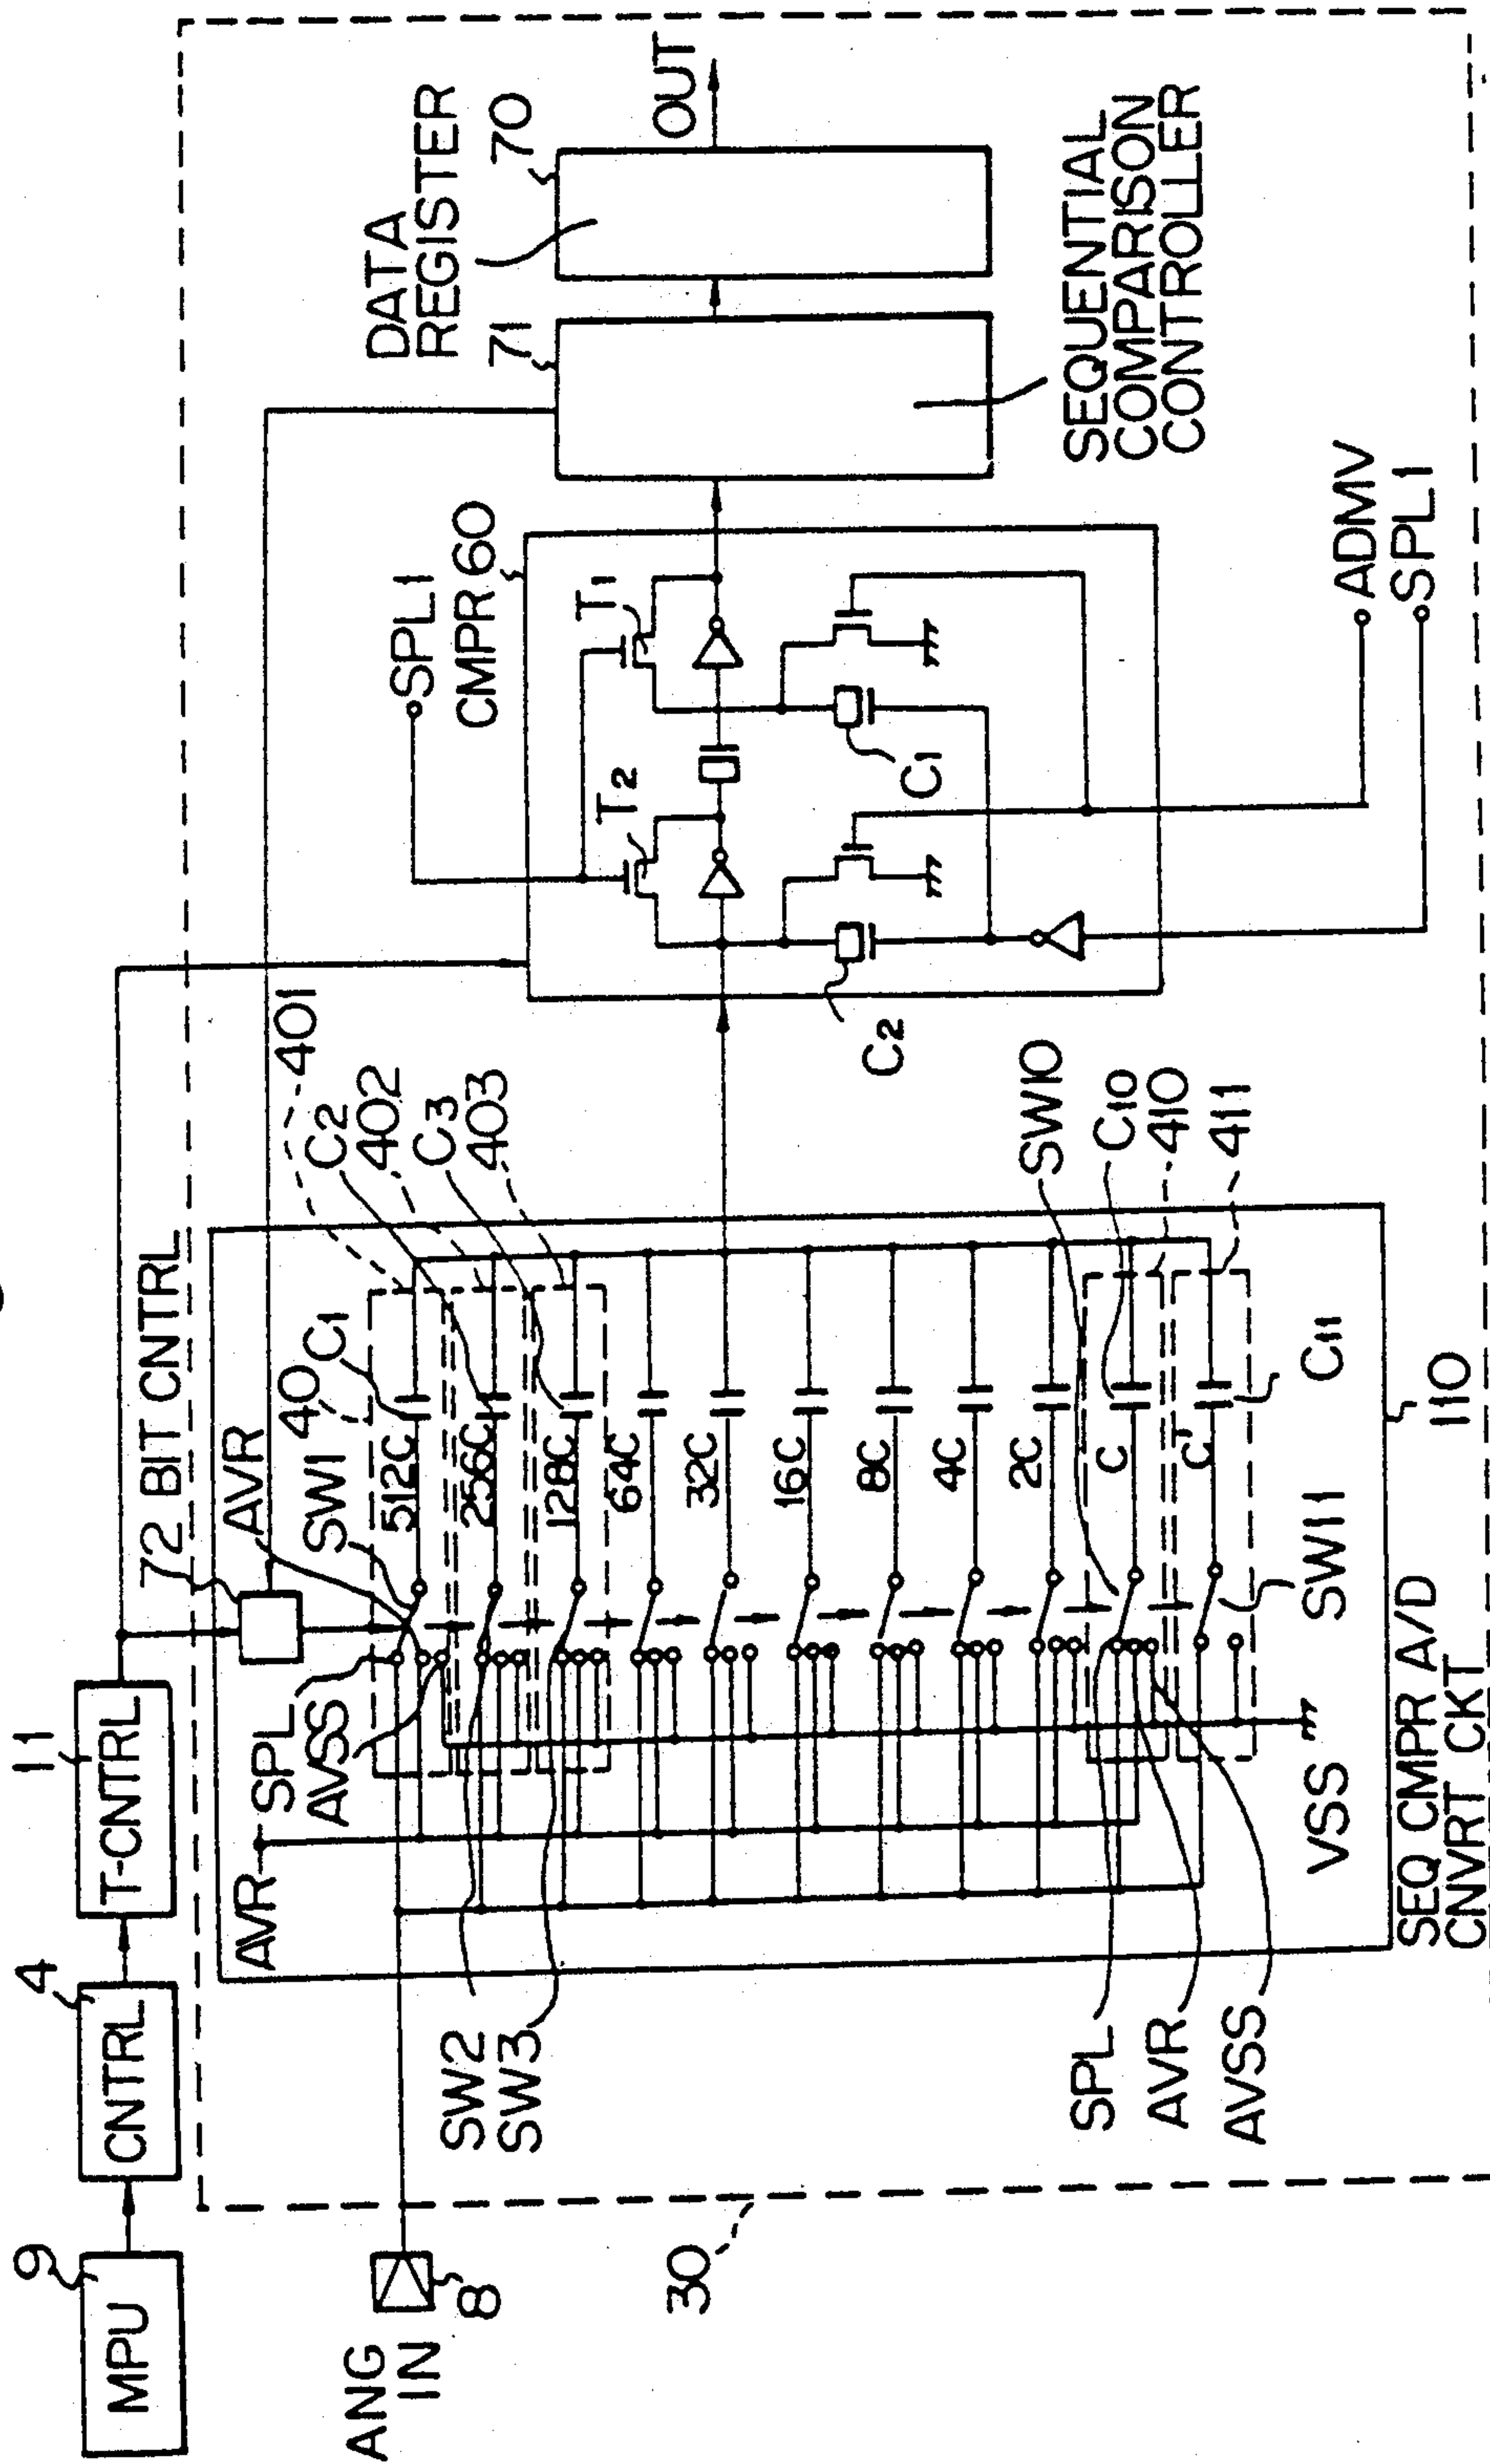 9
MPU
4
CNTRL
11
T-CNTRL
72 BIT CNTRL
ANG
IN
8
30
AVR
SPL
AVSS
AVR
SW1
40
C1
C2
401
402
C3
403
SW2
SW3
512C
256C
128C
64C
32C
16C
8C
4C
2C
C
C'
SW10
C10
410
411
SPL
AVR
AVSS
VSS
SW11
C11
110
SEQ CMPR A/D
CNVRT CKT
SPL1
CMPR 60
T2
T1
C2
C1
ADMV
SPL1
DATA
REGISTER
71
70
OUT
SEQUENTIAL
COMPARISON
CONTROLLER